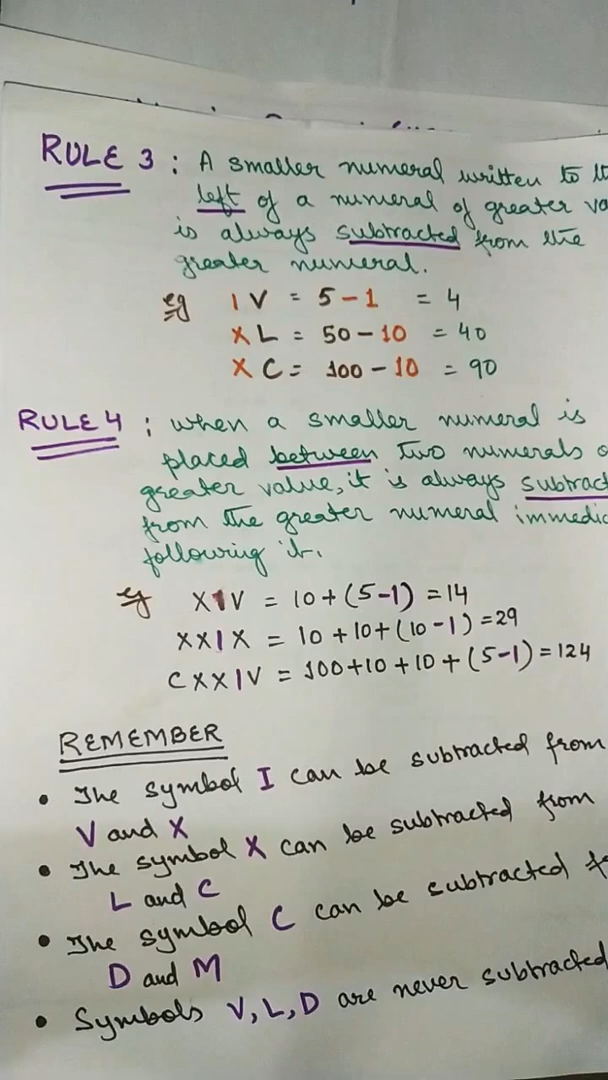 RULE 3 : A smaller numeral written to
left of a numeral of greater
is always subtracted from the
greater numeral.
eg IV = 5-1 = 4
XL = 50-10 = 40
XC = 100-10 = 90
RULE 4 : when a smaller numeral is
placed between two numerals
greater value, it is always subtract
from the greater numeral immedia
following it.
eg XIV = 10+(5-1) = 14
XXIX = 10+10+(10-1) = 29
CXXIV = 100+10+10+(5-1) = 124
REMEMBER
• The symbol I can be subtracted from
V and X
• The symbol X can be subtracted from
L and C
• The symbol C can be subtracted
D and M
• Symbols V, L, D are never subtracted